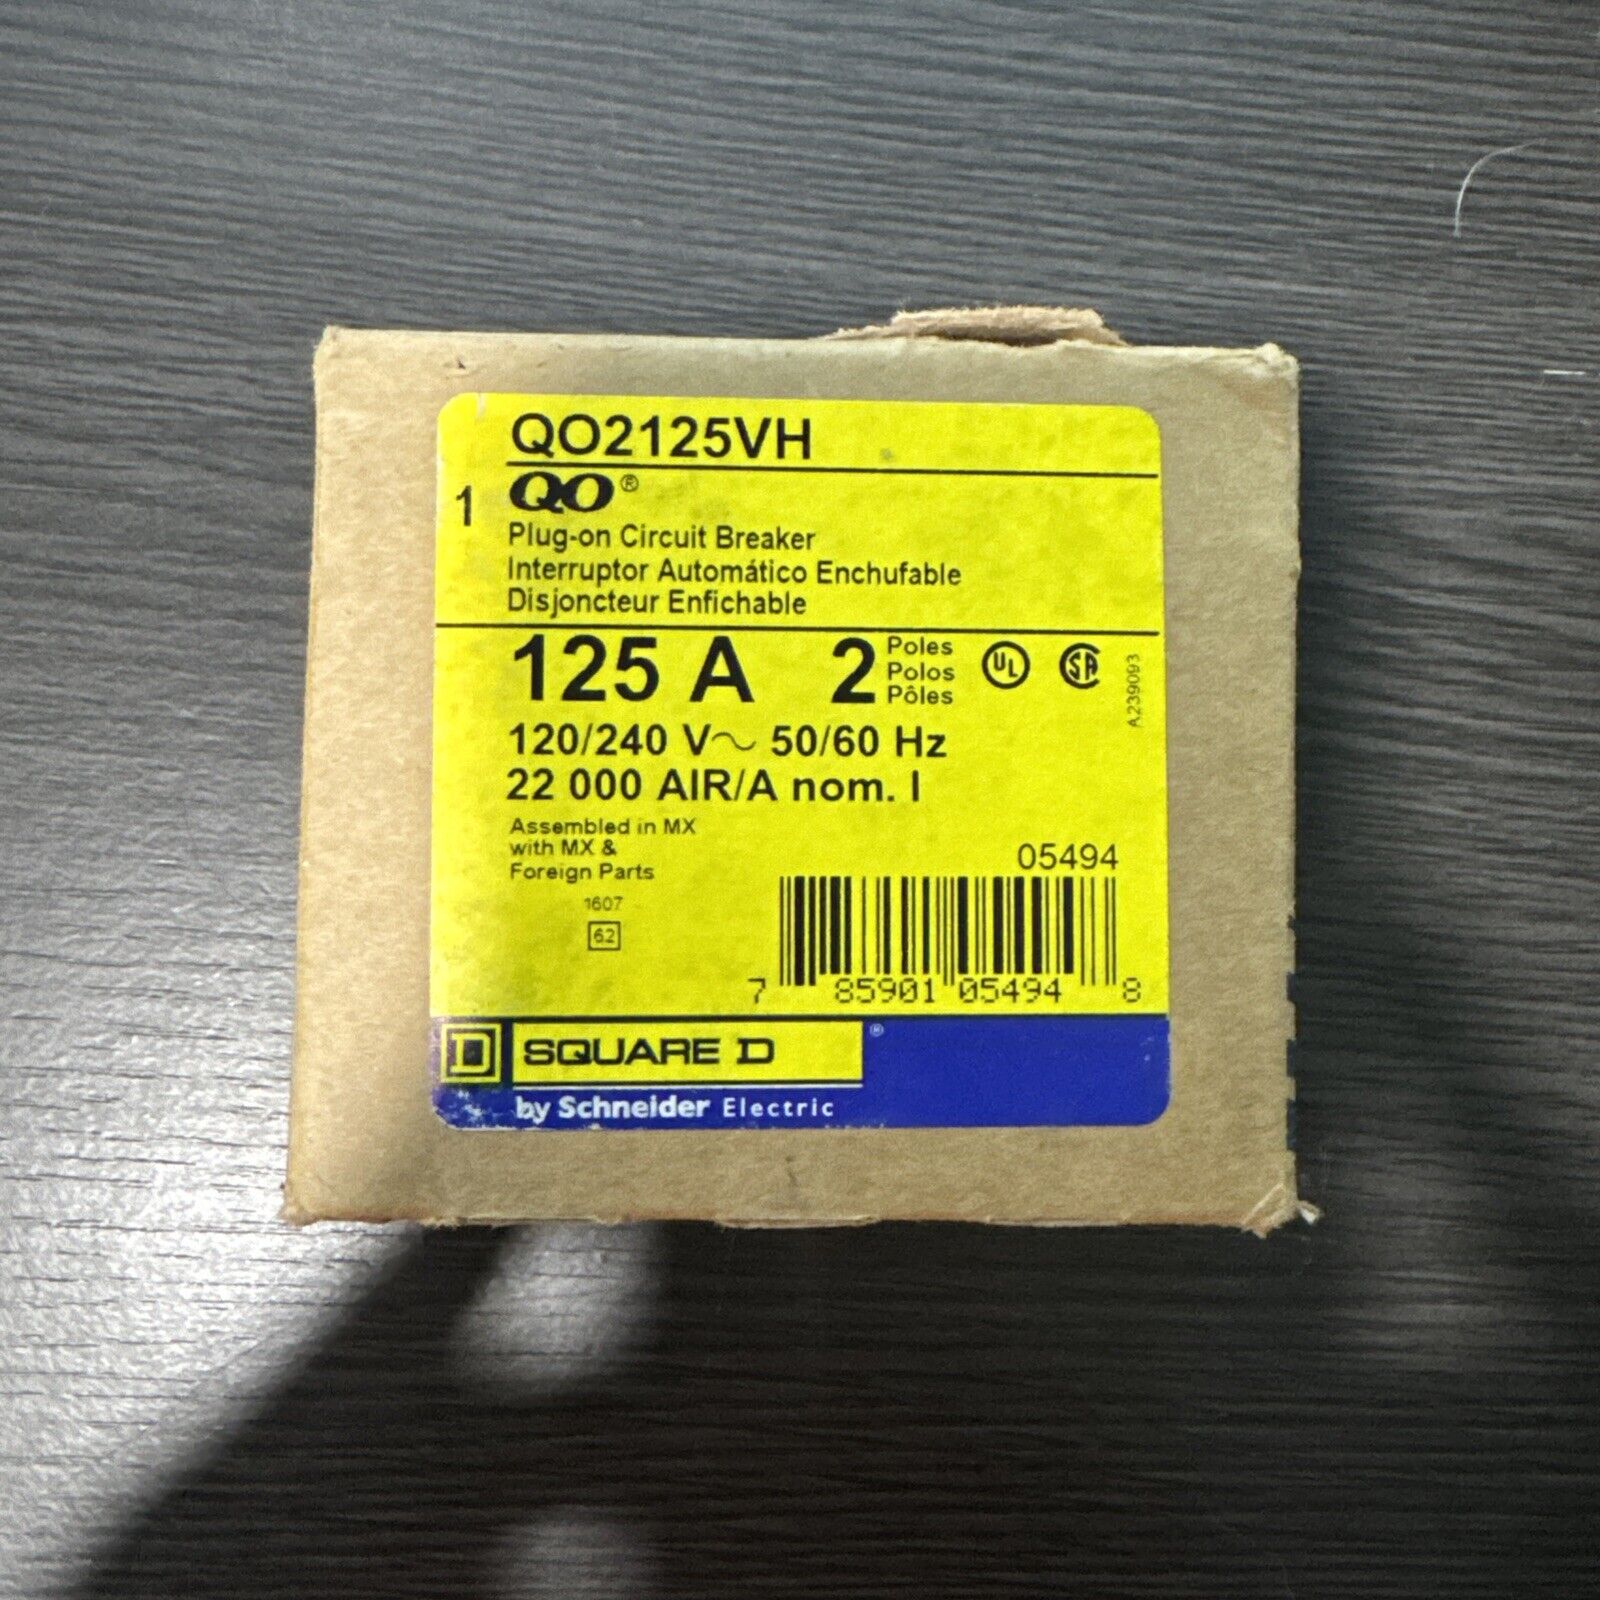 QO2125VH
1 QO®
Plug-on Circuit Breaker
Interruptor Automático Enchufable
Disjoncteur Enfichable
125 A 2 Poles
Polos
Pôles
UL
SA
A239093
120/240 V~ 50/60 Hz
22 000 AIR/A nom. I
Assembled in MX
with MX &
Foreign Parts
1607
62
05494
7 85901 05494 8
D SQUARE D ®
by Schneider Electric